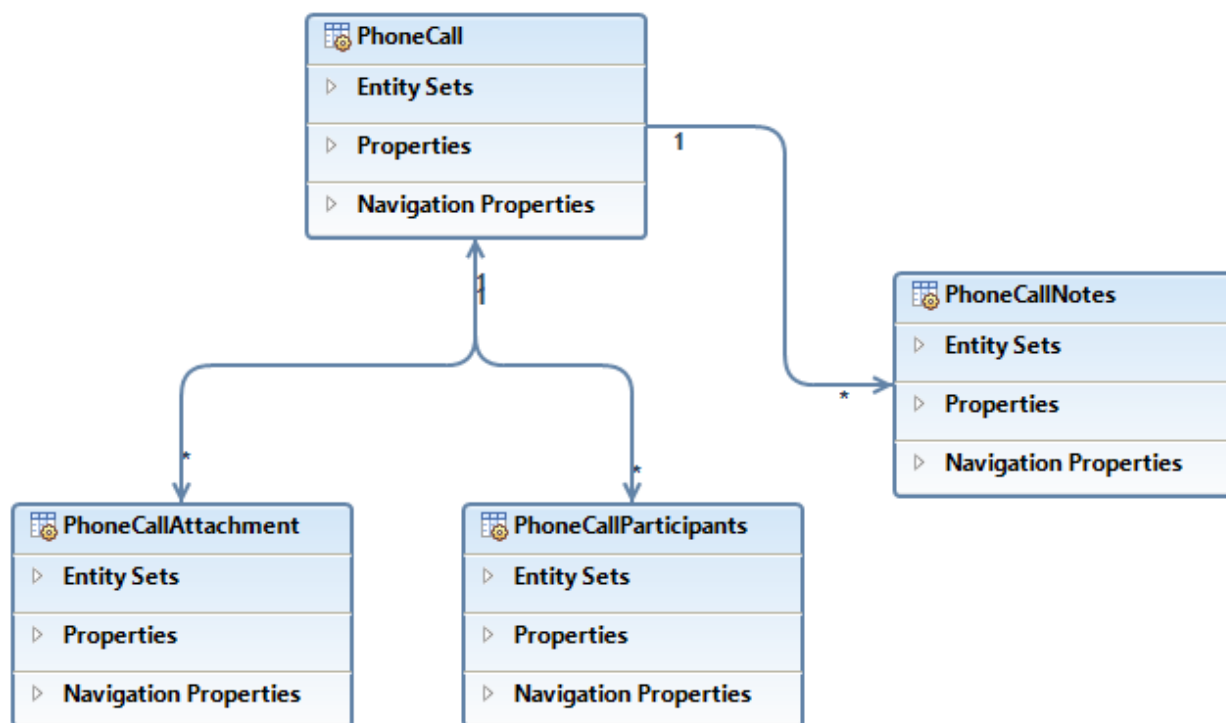 PhoneCall
Entity Sets
Properties
Navigation Properties
1
1
1
*
PhoneCallNotes
Entity Sets
Properties
Navigation Properties
*
*
PhoneCallAttachment
Entity Sets
Properties
Navigation Properties
PhoneCallParticipants
Entity Sets
Properties
Navigation Properties